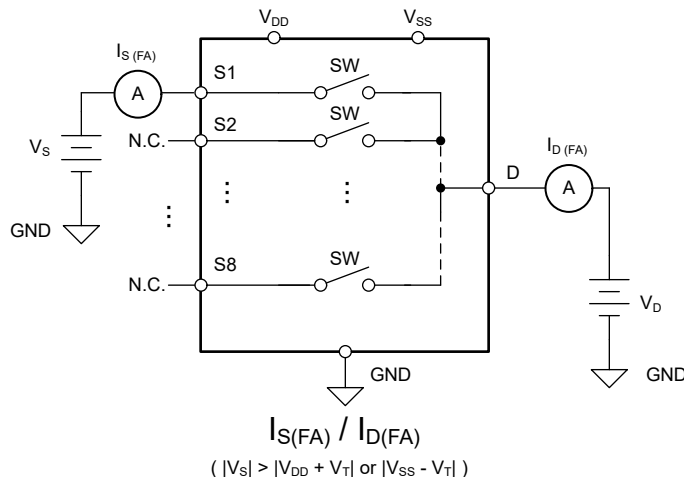 V_DD
V_SS
I_S (FA)
A
S1
SW
N.C.
S2
SW
V_S
I_D (FA)
D
A
GND
S8
SW
N.C.
V_D
GND
GND
I_S(FA) / I_D(FA)
( |V_S| > |V_DD + V_T| or |V_SS - V_T| )